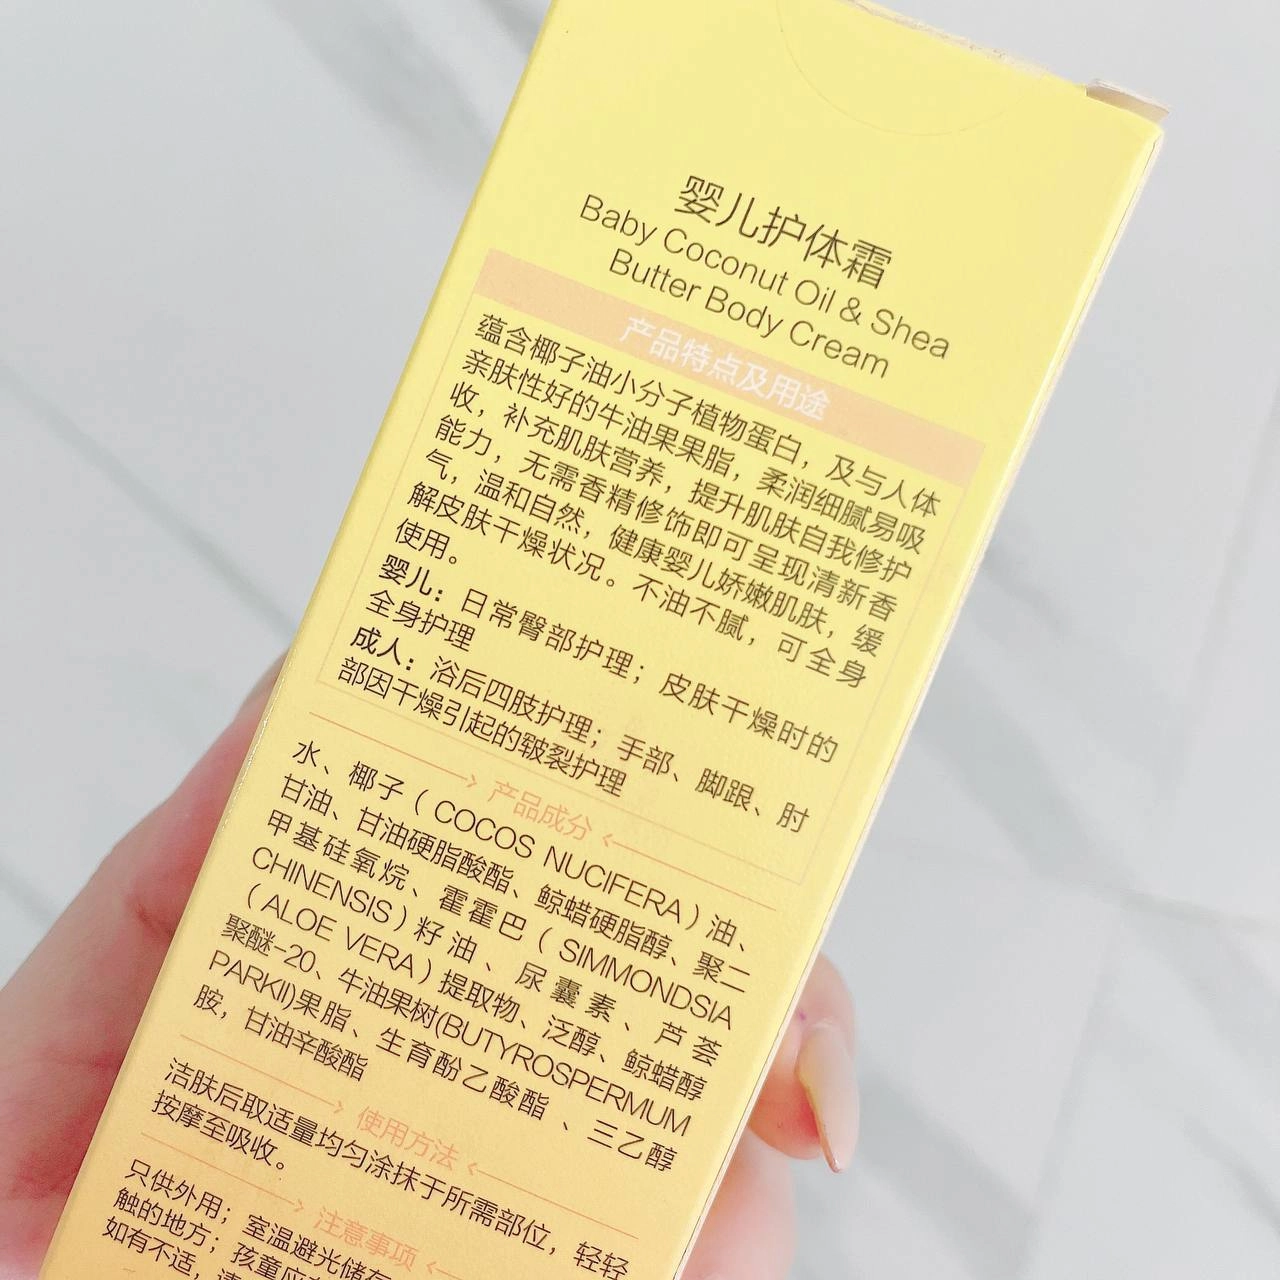 婴儿护体霜
Baby Coconut Oil & Shea
Butter Body Cream
产品特点及用途
蕴含椰子油小分子植物蛋白，及与人体
亲肤性好的牛油果果脂，柔润细腻易吸
收，补充肌肤营养，提升肌肤自我修护
能力，无需香精修饰即可呈现清新香
气，温和自然，健康婴儿娇嫩肌肤，缓
解皮肤干燥状况。不油不腻，可全身
使用。
婴儿：日常臀部护理；皮肤干燥时的
全身护理
成人：浴后四肢护理；手部、脚跟、肘
部因干燥引起的皲裂护理
产品成分
水、椰子（COCOS NUCIFERA）油、
甘油、甘油硬脂酸酯、鲸蜡硬脂醇、聚二
甲基硅氧烷、霍霍巴（SIMMONDSIA
CHINENSIS）籽油、尿囊素、芦荟
（ALOE VERA）提取物、泛醇、鲸蜡醇
聚醚-20、牛油果树(BUTYROSPERMUM
PARKII)果脂、生育酚乙酸酯、三乙醇
胺，甘油辛酸酯
使用方法
洁肤后取适量均匀涂抹于所需部位，轻轻
按摩至吸收。
注意事项
只供外用；室温避光储存
触的地方；孩童应
如有不适，请